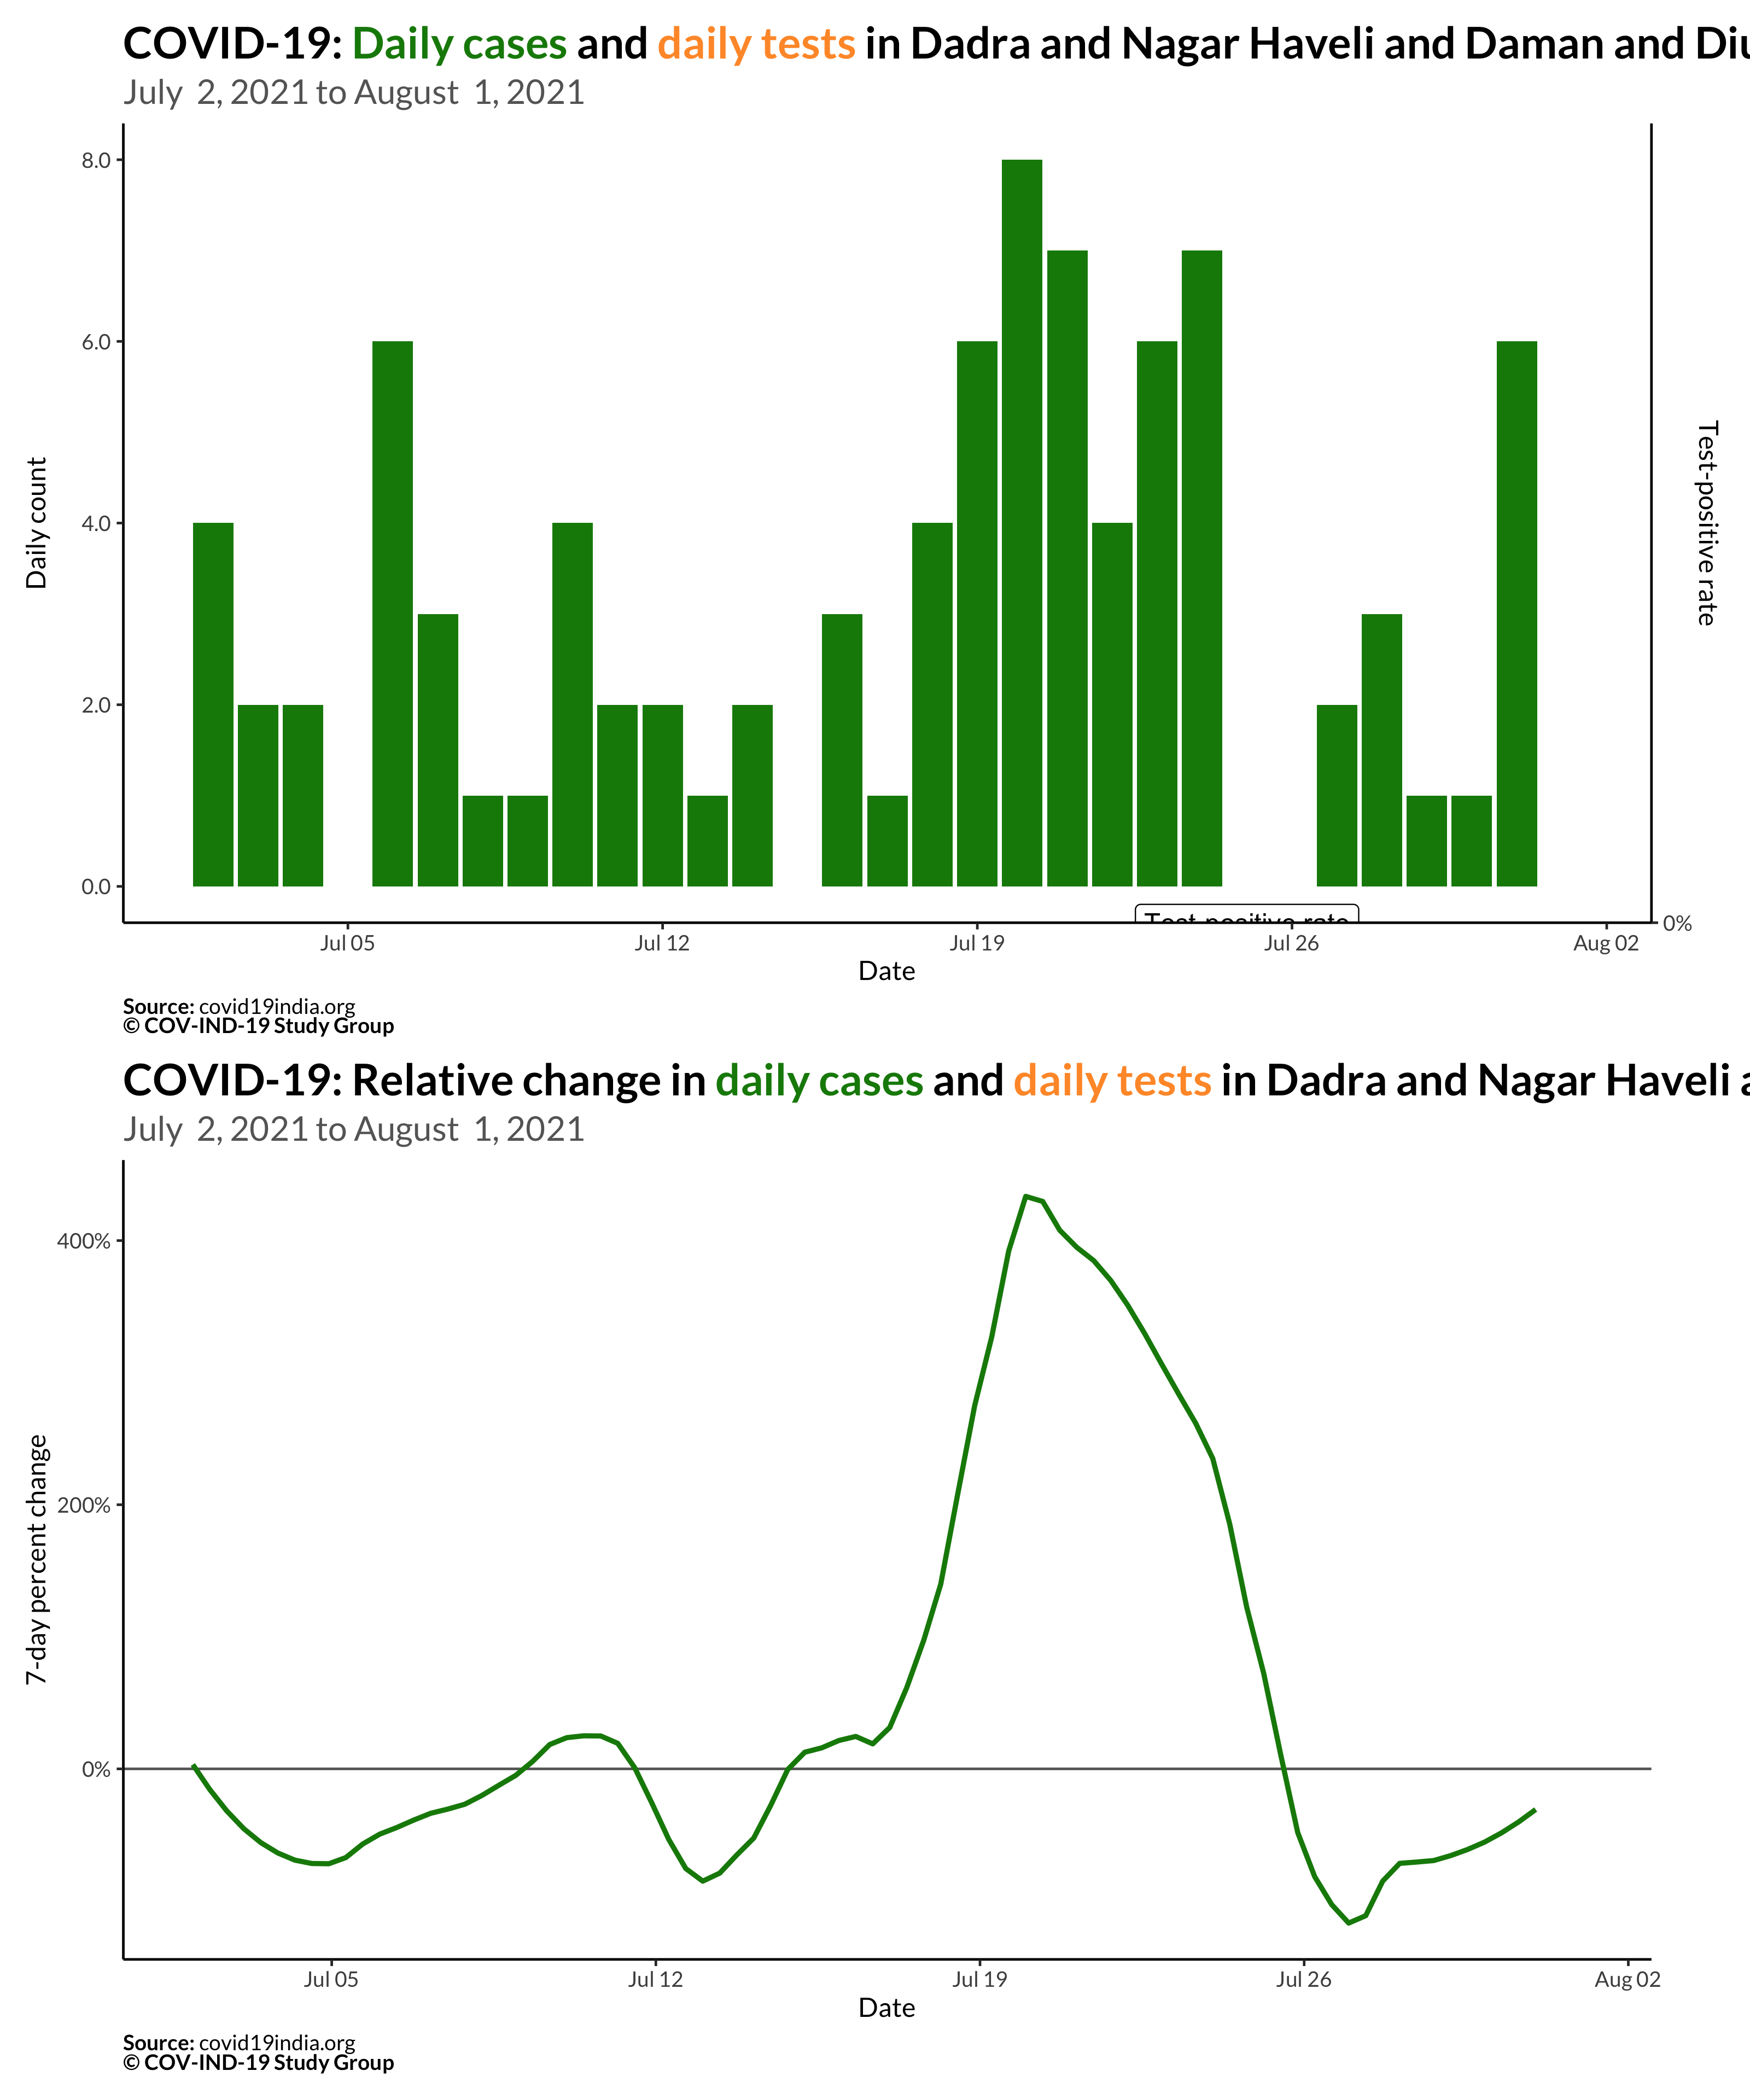 COVID-19: Daily cases and daily tests in Dadra and Nagar Haveli and Daman and Diu
July 2, 2021 to August 1, 2021
8.0
6.0
4.0
2.0
0.0
Daily count
Test-positive rate
Test-positive rate
0%
Jul 05
Jul 12
Jul 19
Jul 26
Aug 02
Date
Source: covid19india.org
© COV-IND-19 Study Group
COVID-19: Relative change in daily cases and daily tests in Dadra and Nagar Haveli
July 2, 2021 to August 1, 2021
400%
200%
0%
7-day percent change
Jul 05
Jul 12
Jul 19
Jul 26
Aug 02
Date
Source: covid19india.org
© COV-IND-19 Study Group